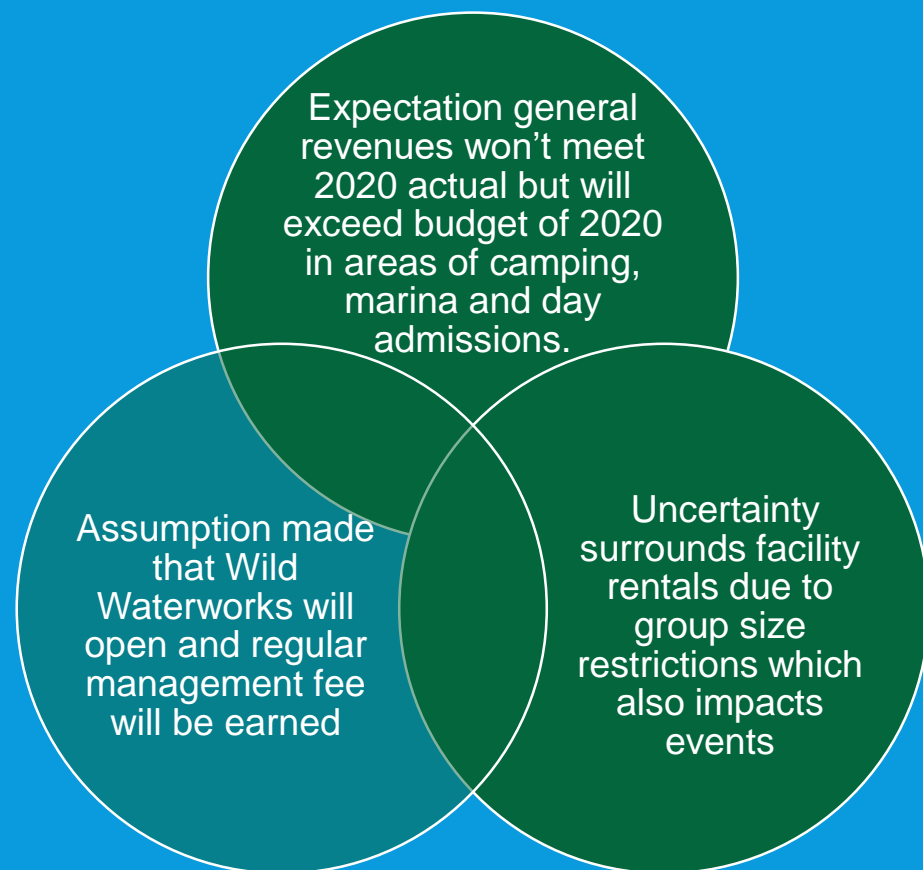 Expectation general
revenues won’t meet
2020 actual but will
exceed budget of 2020
in areas of camping,
marina and day
admissions.
Assumption made
that Wild
Waterworks will
open and regular
management fee
will be earned
Uncertainty
surrounds facility
rentals due to
group size
restrictions which
also impacts
events